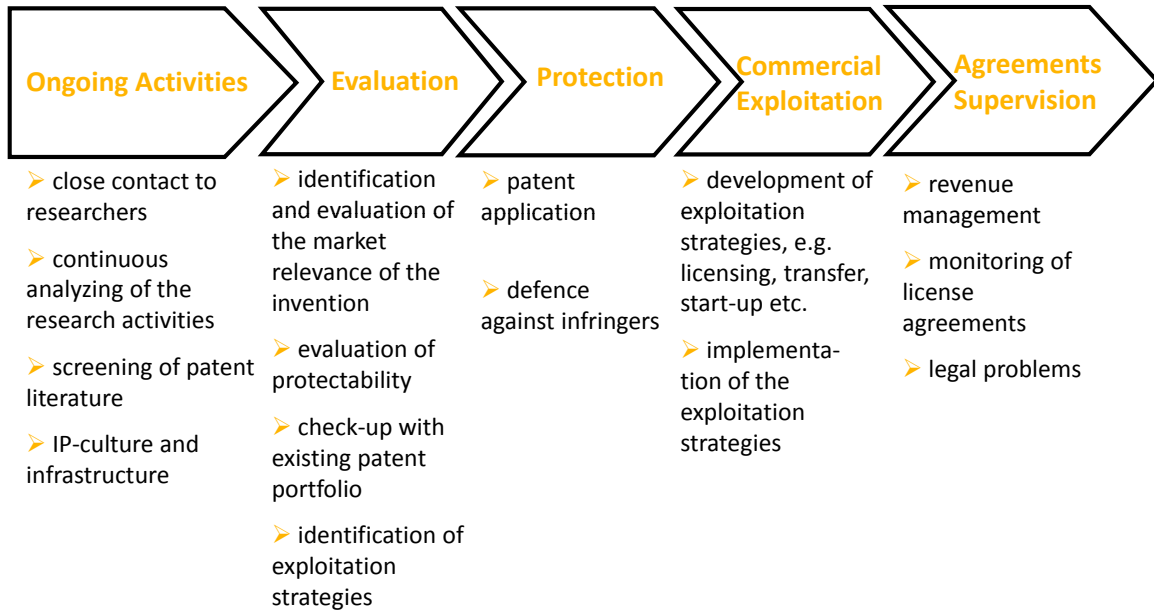 Ongoing Activities
Evaluation
Protection
Commercial
Exploitation
Agreements
Supervision
➢ close contact to
researchers
➢ continuous
analyzing of the
research activities
➢ screening of patent
literature
➢ IP-culture and
infrastructure
➢ identification
and evaluation of
the market
relevance of the
invention
➢ evaluation of
protectability
➢ check-up with
existing patent
portfolio
➢ identification of
exploitation
strategies
➢ patent
application
➢ defence
against infringers
➢ development of
exploitation
strategies, e.g.
licensing, transfer,
start-up etc.
➢ implementa-
tion of the
exploitation
strategies
➢ revenue
management
➢ monitoring of
license
agreements
➢ legal problems